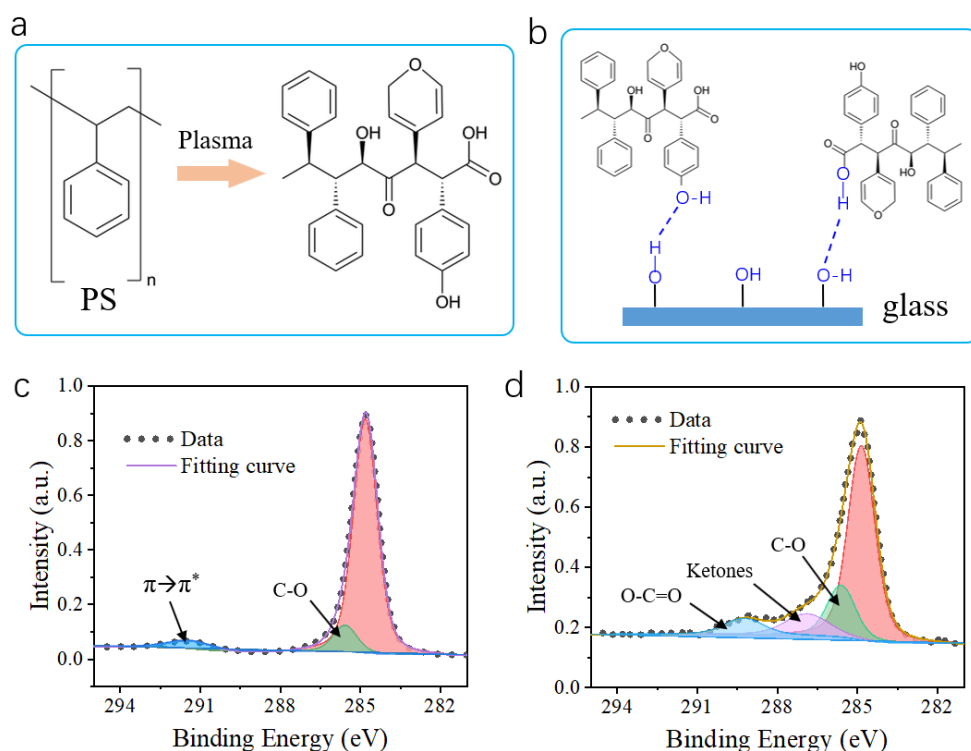 a
Plasma
PS
n
OH
OH
O
O
O
OH
b
O
OH
OH
O
O
O-H
H
O
OH
O-H
HO
O
O
O
H
HO
O
glass
c
Data
Fitting curve
π→π*
C-O
Intensity (a.u.)
1.0
0.8
0.6
0.4
0.2
0.0
294 291 288 285 282
Binding Energy (eV)
d
Data
Fitting curve
C-O
Ketones
O-C=O
Intensity (a.u.)
1.0
0.8
0.6
0.4
0.2
0.0
294 291 288 285 282
Binding Energy (eV)